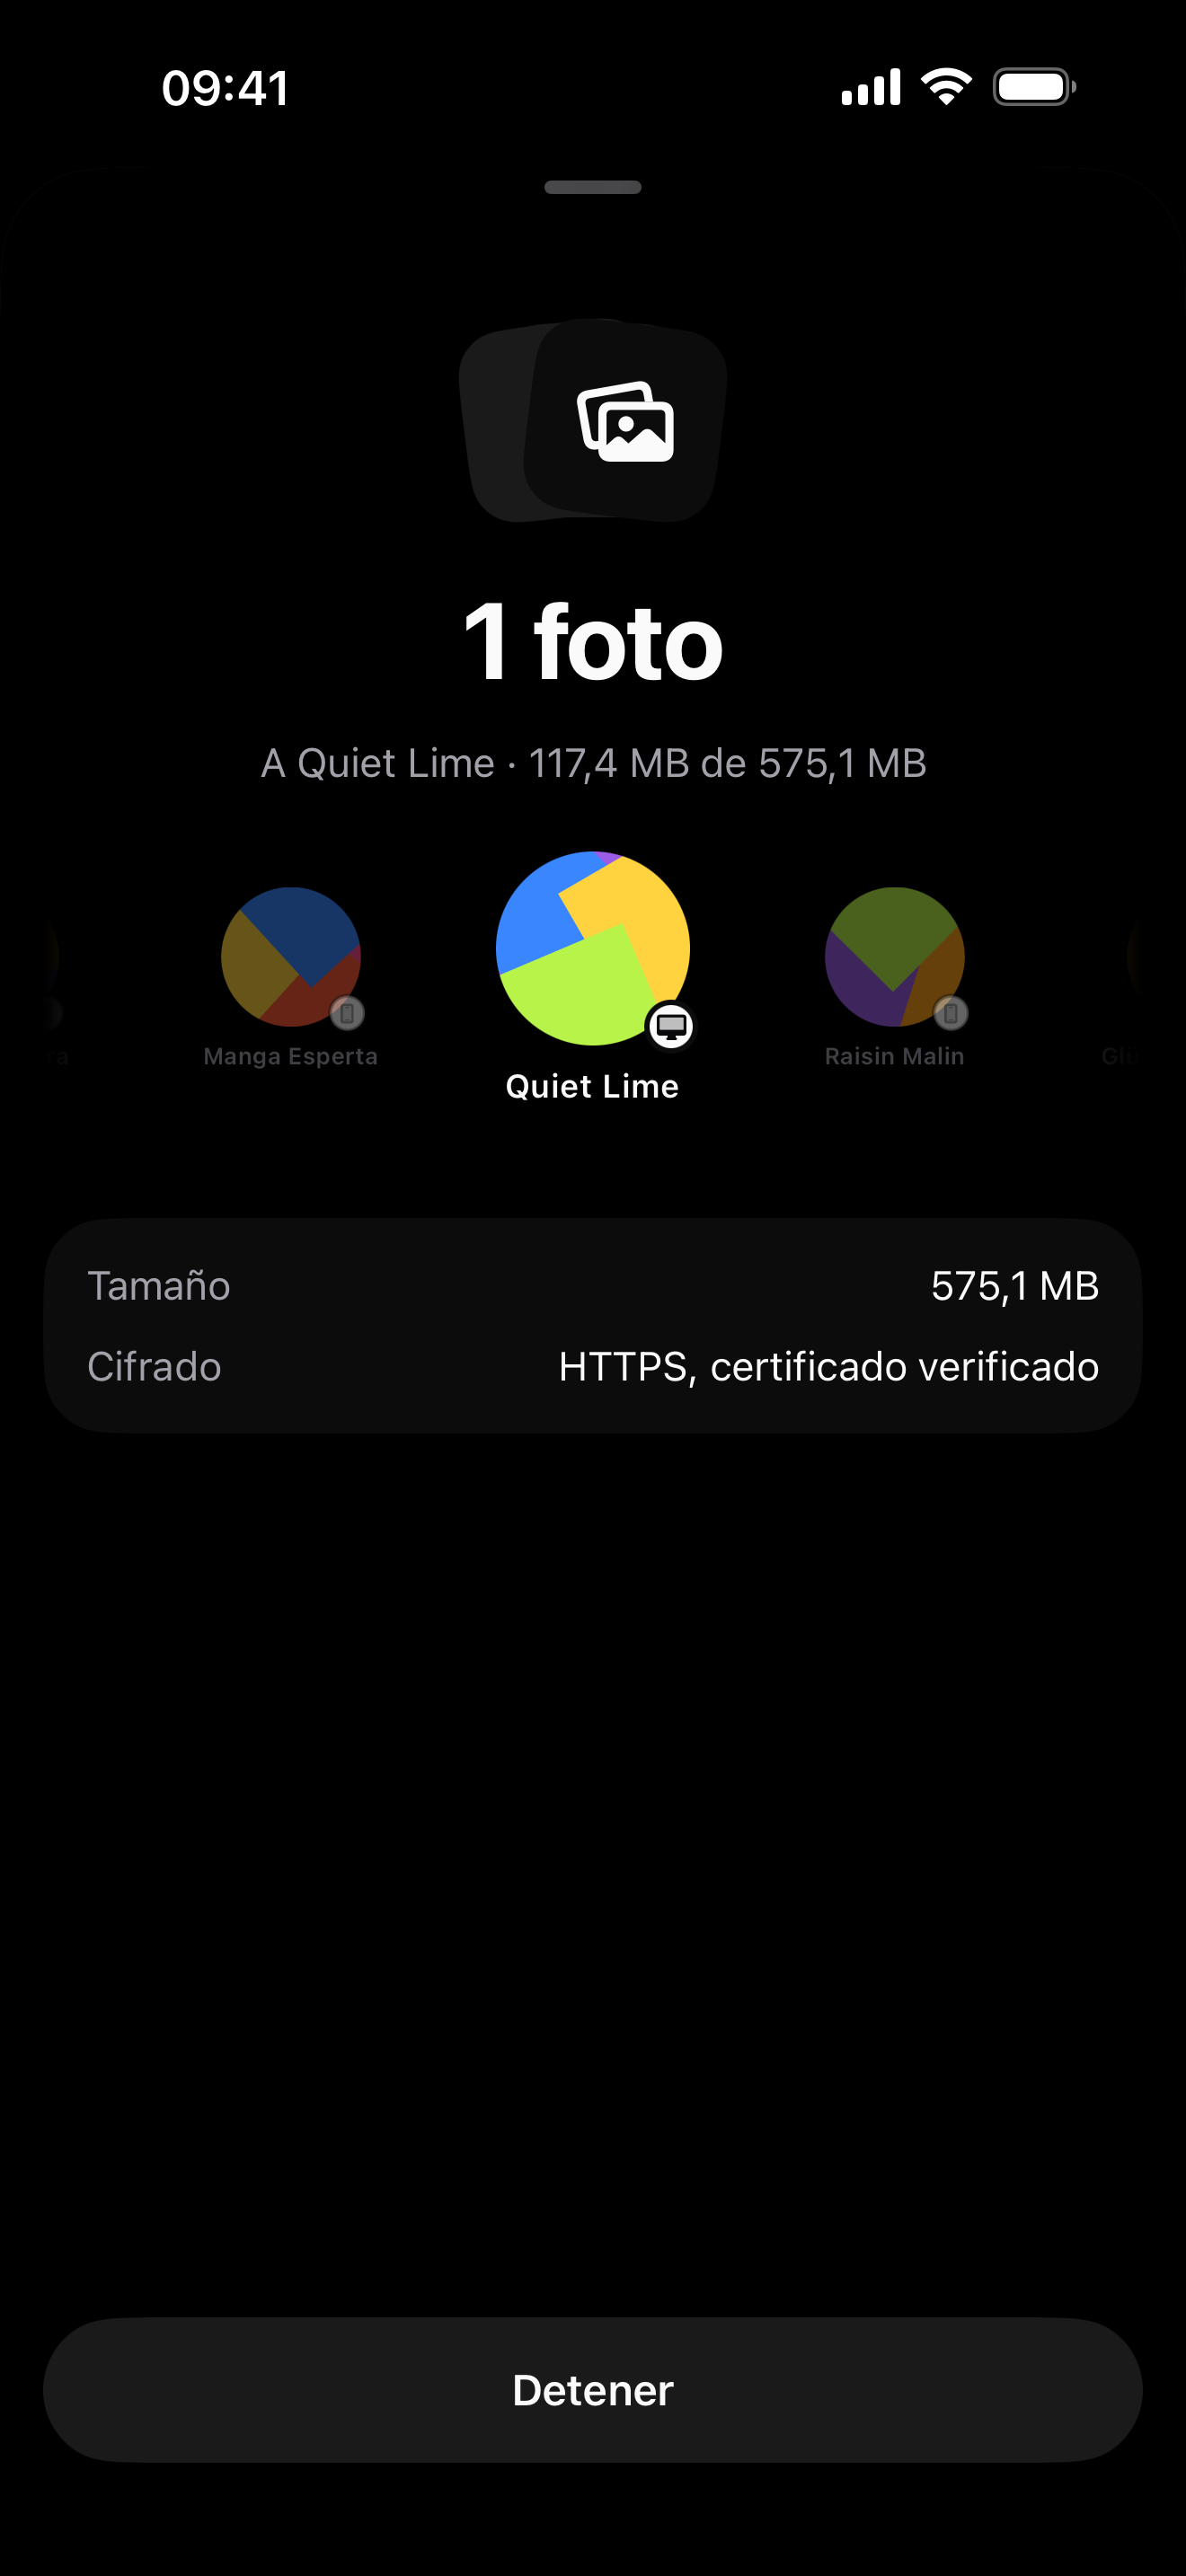 09:41
1 foto
A Quiet Lime · 117,4 MB de 575,1 MB
Manga Esperta
Quiet Lime
Raisin Malin
Tamaño 575,1 MB
Cifrado HTTPS, certificado verificado
Detener